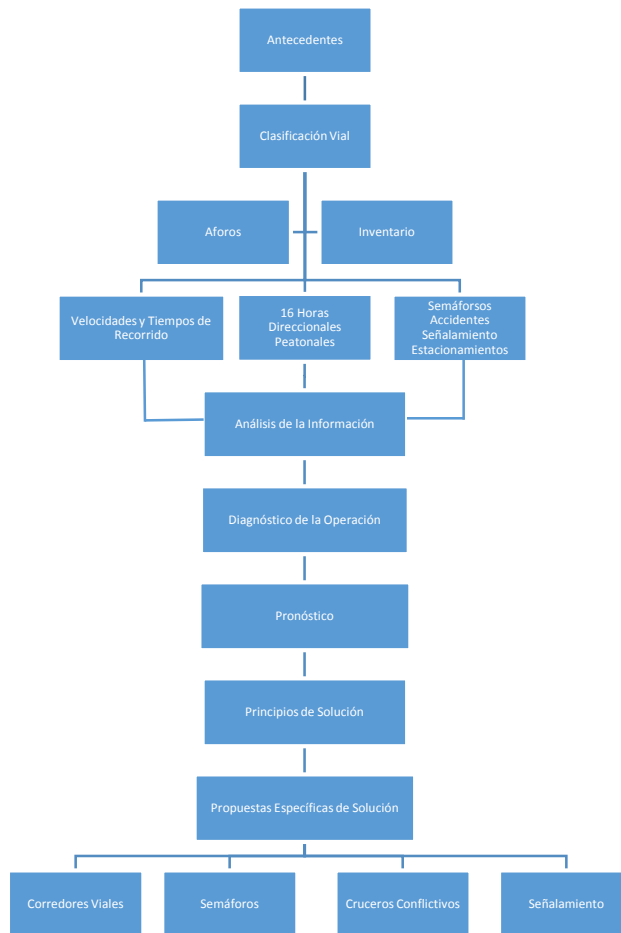 Antecedentes
Clasificación Vial
Aforos
Inventario
Velocidades y Tiempos de
Recorrido
16 Horas
Direccionales
Peatonales
Semáforsos
Accidentes
Señalamiento
Estacionamientos
Análisis de la Información
Diagnóstico de la Operación
Pronóstico
Principios de Solución
Propuestas Específicas de Solución
Corredores Viales
Semáforos
Cruceros Conflictivos
Señalamiento